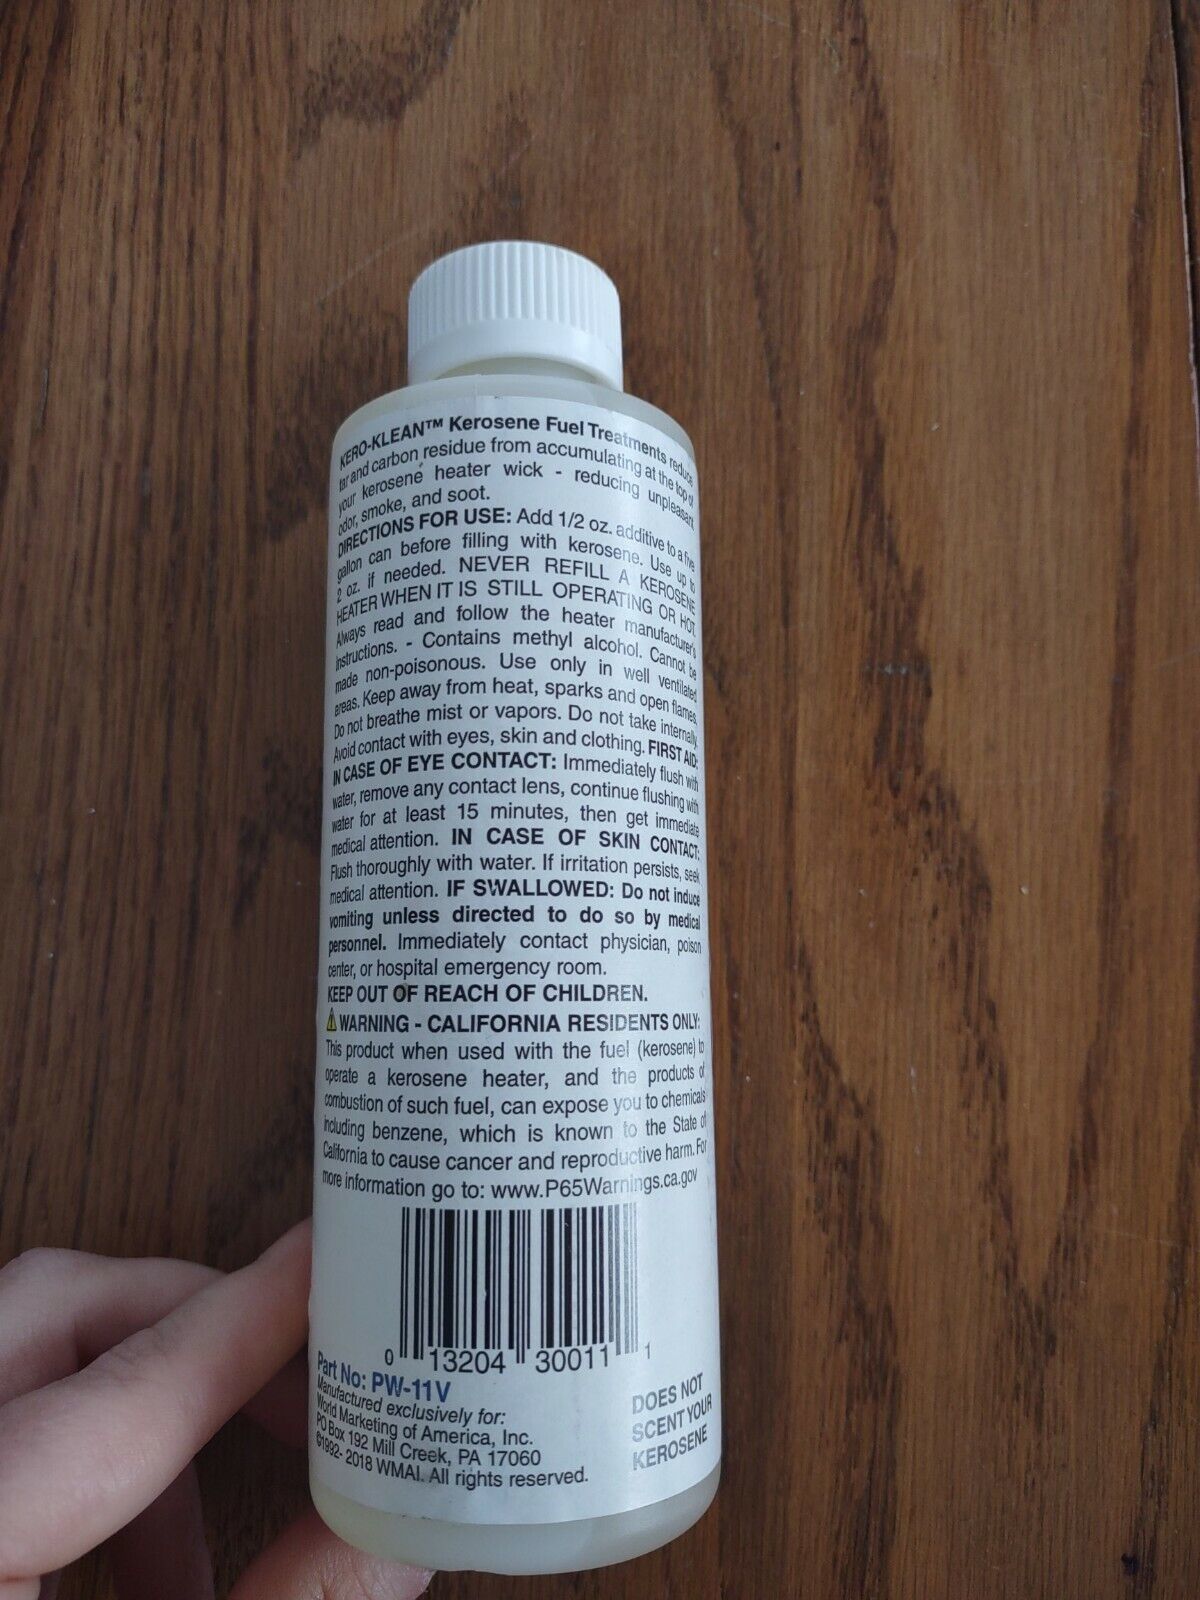 KERO-KLEAN™ Kerosene Fuel Treatments reduce
tar and carbon residue from accumulating at the top of
your kerosene heater wick - reducing unpleasant
odor, smoke, and soot.
DIRECTIONS FOR USE: Add 1/2 oz. additive to a five
gallon can before filling with kerosene. Use up to
2 oz. if needed. NEVER REFILL A KEROSENE
HEATER WHEN IT IS STILL OPERATING OR HOT.
Always read and follow the heater manufacturer's
instructions. - Contains methyl alcohol. Cannot be
made non-poisonous. Use only in well ventilated
areas. Keep away from heat, sparks and open flames.
Do not breathe mist or vapors. Do not take internally.
Avoid contact with eyes, skin and clothing. FIRST AID:
IN CASE OF EYE CONTACT: Immediately flush with
water, remove any contact lens, continue flushing with
water for at least 15 minutes, then get immediate
medical attention. IN CASE OF SKIN CONTACT:
Flush thoroughly with water. If irritation persists, seek
medical attention. IF SWALLOWED: Do not induce
vomiting unless directed to do so by medical
personnel. Immediately contact physician, poison
center, or hospital emergency room.
KEEP OUT OF REACH OF CHILDREN.
WARNING - CALIFORNIA RESIDENTS ONLY:
This product when used with the fuel (kerosene) to
operate a kerosene heater, and the products of
combustion of such fuel, can expose you to chemicals
including benzene, which is known to the State of
California to cause cancer and reproductive harm. For
more information go to: www.P65Warnings.ca.gov
0 13204 30011 1
Part No: PW-11V
Manufactured exclusively for:
World Marketing of America, Inc.
PO Box 192 Mill Creek, PA 17060
©1992- 2018 WMAI. All rights reserved.
DOES NOT
SCENT YOUR
KEROSENE